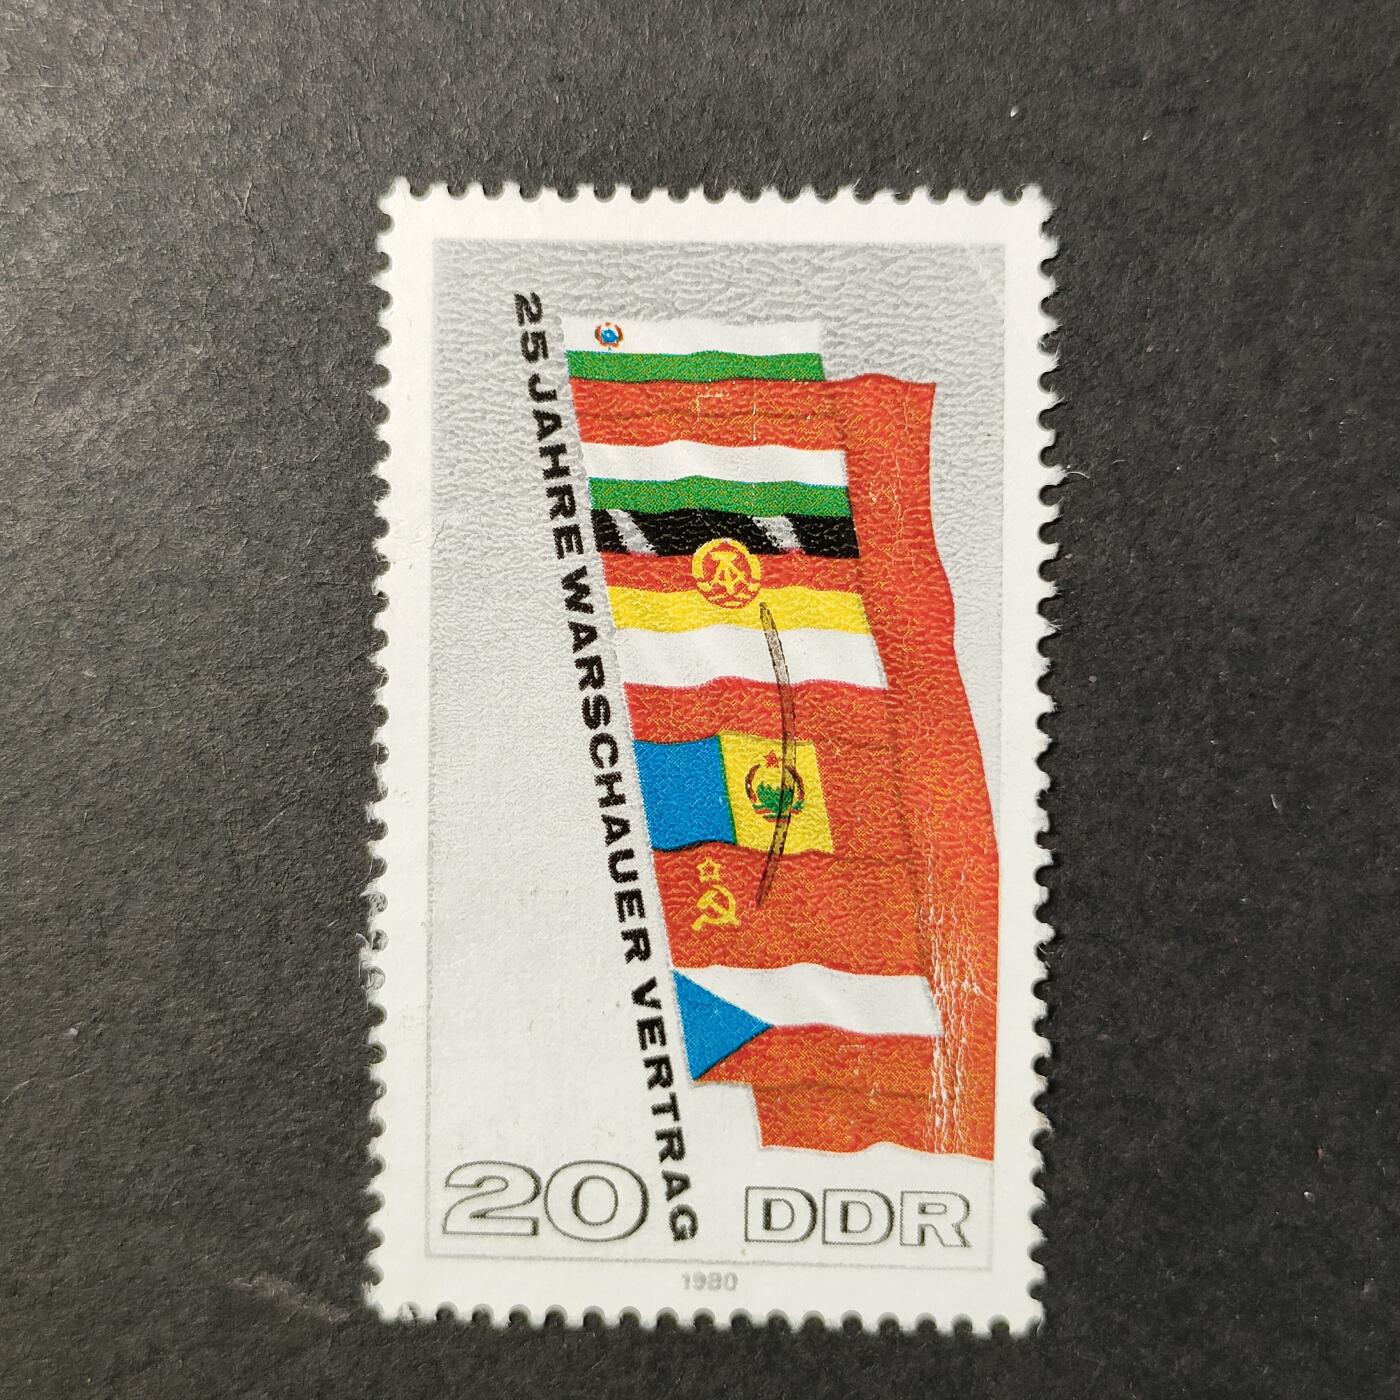 25 JAHRE WARSCHAUER VERTRAG
20 DDR
1980